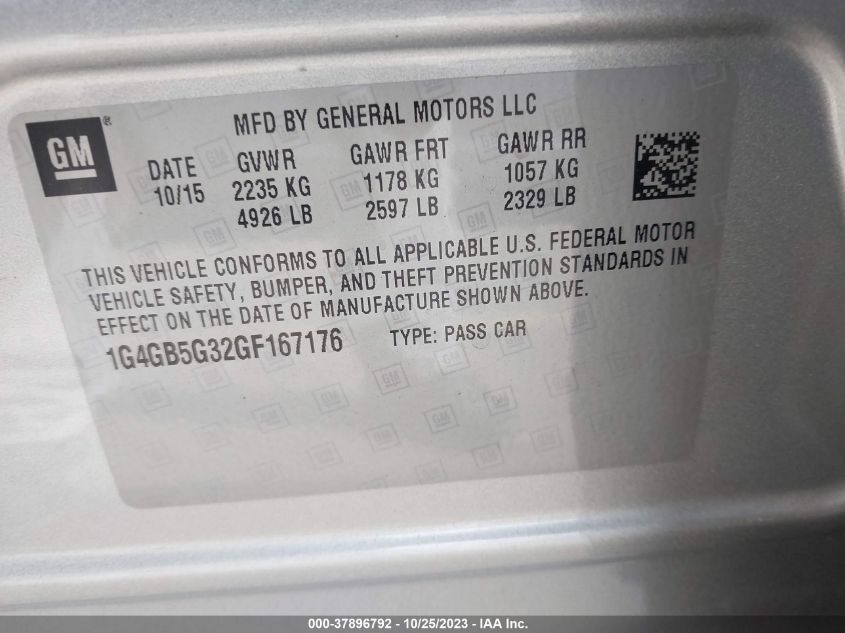 MFD BY GENERAL MOTORS LLC
GM®
DATE GVWR GAWR FRT GAWR RR
10/15 2235 KG 1178 KG 1057 KG
4926 LB 2597 LB 2329 LB
THIS VEHICLE CONFORMS TO ALL APPLICABLE U.S. FEDERAL MOTOR
VEHICLE SAFETY, BUMPER, AND THEFT PREVENTION STANDARDS IN
EFFECT ON THE DATE OF MANUFACTURE SHOWN ABOVE.
1G4GB5G32GF167176 TYPE: PASS CAR
000-37896792 - 10/25/2023 - IAA Inc.